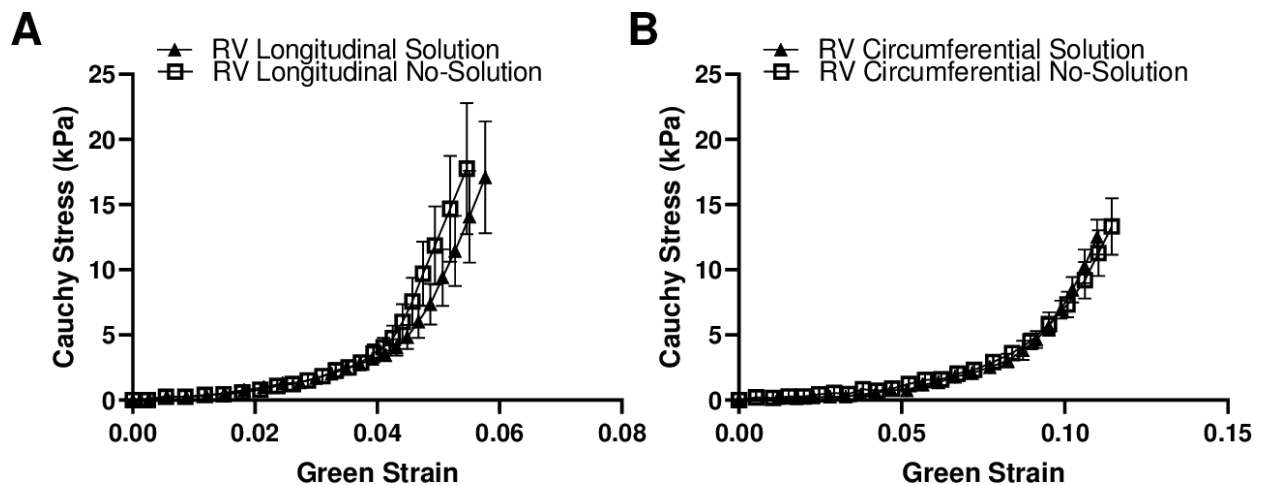 A
RV Longitudinal Solution
RV Longitudinal No-Solution
25
20
15
10
5
0
Cauchy Stress (kPa)
0.00 0.02 0.04 0.06 0.08
Green Strain
B
RV Circumferential Solution
RV Circumferential No-Solution
25
20
15
10
5
0
Cauchy Stress (kPa)
0.00 0.05 0.10 0.15
Green Strain